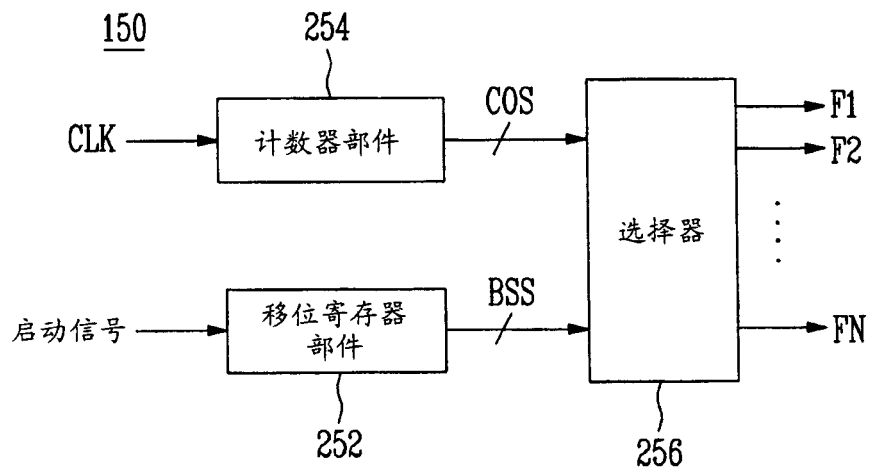 150
254
CLK
计数器部件
COS
F1
F2
选择器
启动信号
移位寄存器
部件
BSS
FN
252
256